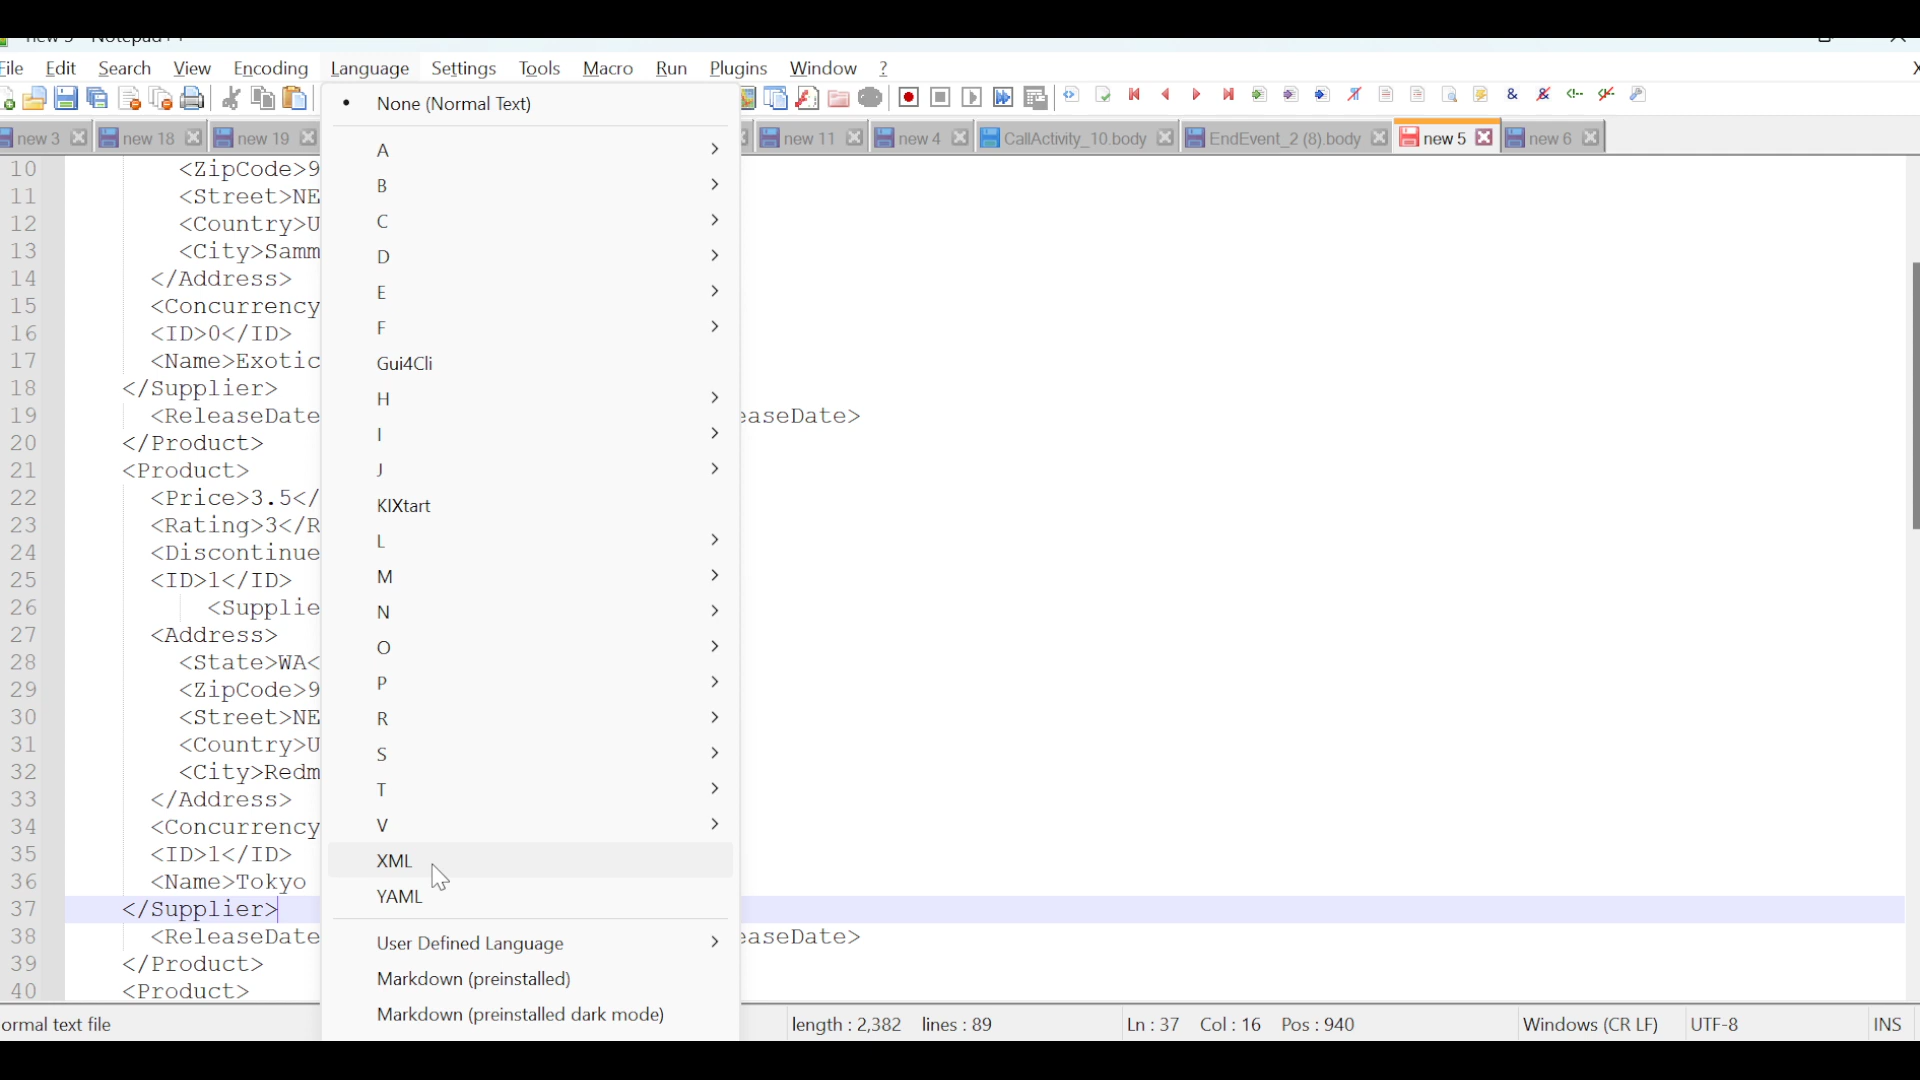 File Edit Search View Encoding Language Settings Tools Macro Run Plugins Window ? X
new 3 new 18 new 19 new 11 new 4 CallActivity_10.body EndEvent_2 (8).body new 5 new 6
None (Normal Text)
A
B
C
D
E
F
Gui4Cli
H
I
J
KIXtart
L
M
N
O
P
R
S
T
V
XML
YAML
User Defined Language
Markdown (preinstalled)
Markdown (preinstalled dark mode)
10 <ZipCode>9
11 <Street>NE
12 <Country>U
13 <City>Samm
14 </Address>
15 <Concurrency
16 <ID>0</ID>
17 <Name>Exotic
18 </Supplier>
19 <ReleaseDate easeDate>
20 </Product>
21 <Product>
22 <Price>3.5</
23 <Rating>3</R
24 <Discontinue
25 <ID>1</ID>
26 <Supplie
27 <Address>
28 <State>WA<
29 <ZipCode>9
30 <Street>NE
31 <Country>U
32 <City>Redm
33 </Address>
34 <Concurrency
35 <ID>1</ID>
36 <Name>Tokyo
37 </Supplier>
38 <ReleaseDate easeDate>
39 </Product>
40 <Product>
ormal text file length : 2,382 lines : 89 Ln : 37 Col : 16 Pos : 940 Windows (CR LF) UTF-8 INS